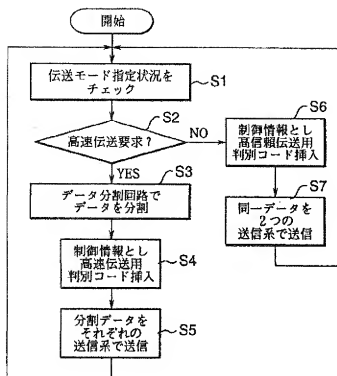 開始
伝送モード指定状況を
チェック
S1
高速伝送要求?
S2
NO
YES
データ分割回路で
データを分割
S3
制御情報とし
高速伝送用
判別コード挿入
S4
分割データを
それぞれの
送信系で送信
S5
制御情報とし
高信頼伝送用
判別コード挿入
S6
同一データを
2つの
送信系で送信
S7